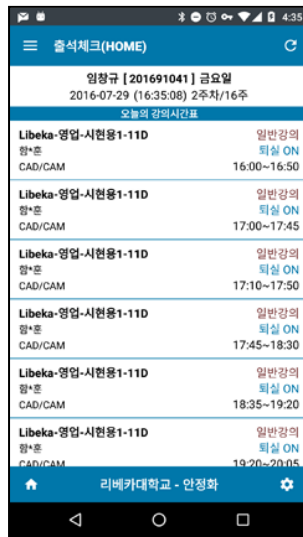 4:35
출석체크(HOME)
임창규 [ 201691041 ] 금요일
2016-07-29 (16:35:08) 2주차/16주
오늘의 강의시간표
Libeka-영업-시현용1-11D 일반강의
함*훈 퇴실 ON
CAD/CAM 16:00~16:50
Libeka-영업-시현용1-11D 일반강의
함*훈 퇴실 ON
CAD/CAM 17:00~17:45
Libeka-영업-시현용1-11D 일반강의
함*훈 퇴실 ON
CAD/CAM 17:10~17:50
Libeka-영업-시현용1-11D 일반강의
함*훈 퇴실 ON
CAD/CAM 17:45~18:30
Libeka-영업-시현용1-11D 일반강의
함*훈 퇴실 ON
CAD/CAM 18:35~19:20
Libeka-영업-시현용1-11D 일반강의
함*훈 퇴실 ON
CAD/CAM 19:20~20:05
리베카대학교 - 안정화